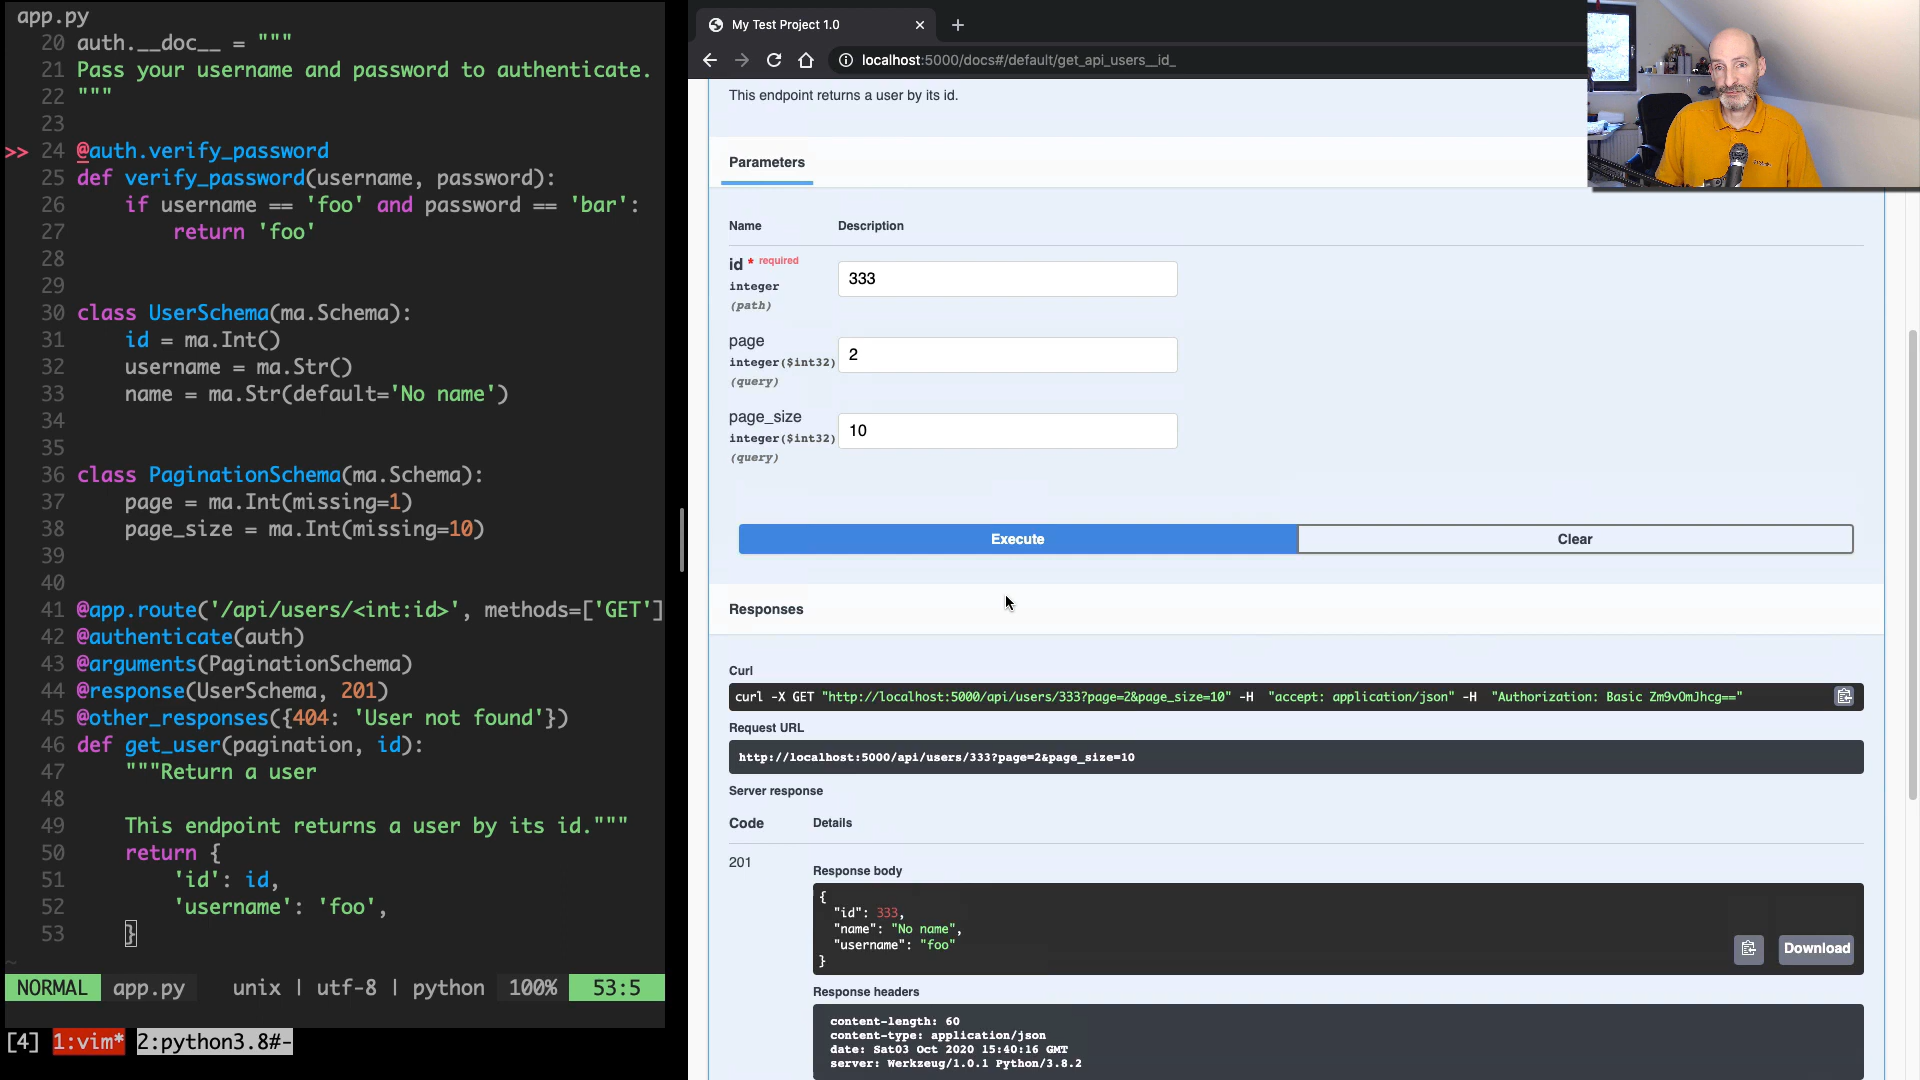 app.py
20 auth.__doc__ = """
21 Pass your username and password to authenticate.
22 """
23
>> 24 @auth.verify_password
25 def verify_password(username, password):
26     if username == 'foo' and password == 'bar':
27         return 'foo'
28
29
30 class UserSchema(ma.Schema):
31     id = ma.Int()
32     username = ma.Str()
33     name = ma.Str(default='No name')
34
35
36 class PaginationSchema(ma.Schema):
37     page = ma.Int(missing=1)
38     page_size = ma.Int(missing=10)
39
40
41 @app.route('/api/users/<int:id>', methods=['GET']
42 @authenticate(auth)
43 @arguments(PaginationSchema)
44 @response(UserSchema, 201)
45 @other_responses({404: 'User not found'})
46 def get_user(pagination, id):
47     """Return a user
48
49     This endpoint returns a user by its id."""
50     return {
51         'id': id,
52         'username': 'foo',
53     }
~
NORMAL app.py unix | utf-8 | python 100% 53:5
[4] 1:vim* 2:python3.8#-
My Test Project 1.0
localhost:5000/docs#/default/get_api_users__id_
This endpoint returns a user by its id.
Parameters
Name Description
id * required
integer
(path)
333
page
integer($int32)
(query)
2
page_size
integer($int32)
(query)
10
Execute Clear
Responses
Curl
curl -X GET "http://localhost:5000/api/users/333?page=2&page_size=10" -H  "accept: application/json" -H  "Authorization: Basic Zm9vOmJhcg=="
Request URL
http://localhost:5000/api/users/333?page=2&page_size=10
Server response
Code Details
201
Response body
{
  "id": 333,
  "name": "No name",
  "username": "foo"
}
Download
Response headers
content-length: 60
content-type: application/json
date: Sat03 Oct 2020 15:40:16 GMT
server: Werkzeug/1.0.1 Python/3.8.2